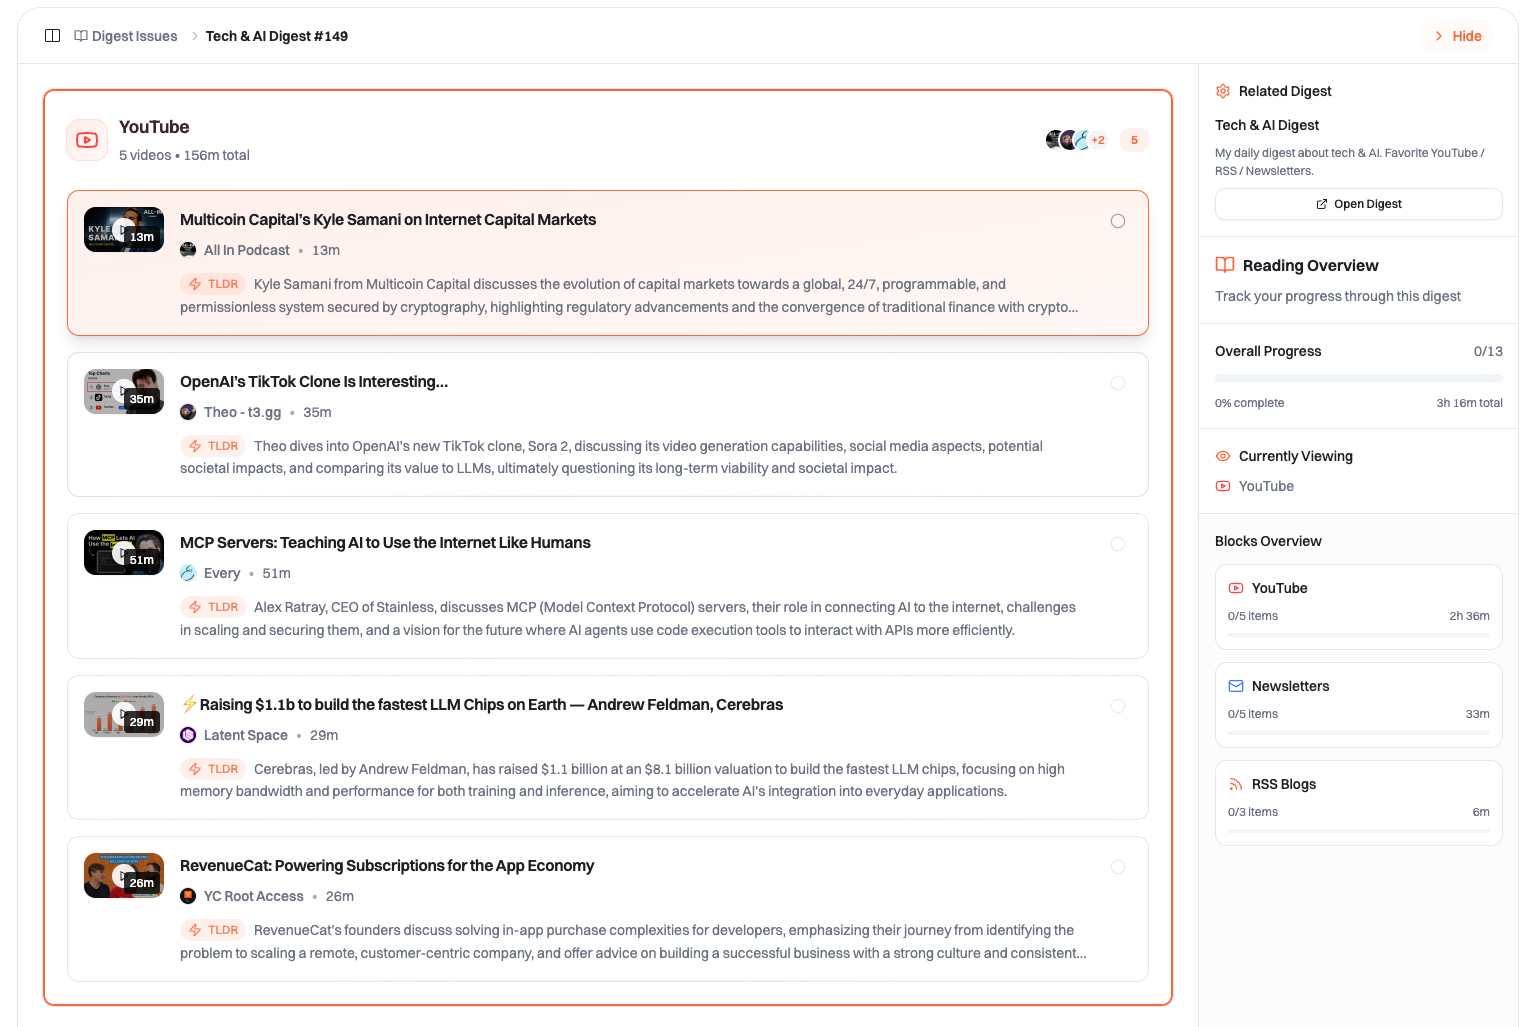 Digest Issues
Tech & AI Digest #149
Hide
YouTube
5 videos • 156m total
+2
5
KYLE
SAMA
ALL-IN
13m
Multicoin Capital's Kyle Samani on Internet Capital Markets
All In Podcast • 13m
TLDR Kyle Samani from Multicoin Capital discusses the evolution of capital markets towards a global, 24/7, programmable, and
permissionless system secured by cryptography, highlighting regulatory advancements and the convergence of traditional finance with crypto...
Top Charts
35m
OpenAI's TikTok Clone Is Interesting...
Theo - t3.gg • 35m
TLDR Theo dives into OpenAI's new TikTok clone, Sora 2, discussing its video generation capabilities, social media aspects, potential
societal impacts, and comparing its value to LLMs, ultimately questioning its long-term viability and societal impact.
How MCP Lets AI
Use the
51m
MCP Servers: Teaching AI to Use the Internet Like Humans
Every • 51m
TLDR Alex Ratray, CEO of Stainless, discusses MCP (Model Context Protocol) servers, their role in connecting AI to the internet, challenges
in scaling and securing them, and a vision for the future where AI agents use code execution tools to interact with APIs more efficiently.
29m
⚡Raising $1.1b to build the fastest LLM Chips on Earth — Andrew Feldman, Cerebras
Latent Space • 29m
TLDR Cerebras, led by Andrew Feldman, has raised $1.1 billion at an $8.1 billion valuation to build the fastest LLM chips, focusing on high
memory bandwidth and performance for both training and inference, aiming to accelerate AI's integration into everyday applications.
26m
RevenueCat: Powering Subscriptions for the App Economy
YC Root Access • 26m
TLDR RevenueCat's founders discuss solving in-app purchase complexities for developers, emphasizing their journey from identifying the
problem to scaling a remote, customer-centric company, and offer advice on building a successful business with a strong culture and consistent...
Related Digest
Tech & AI Digest
My daily digest about tech & AI. Favorite YouTube /
RSS / Newsletters.
Open Digest
Reading Overview
Track your progress through this digest
Overall Progress 0/13
0% complete 3h 16m total
Currently Viewing
YouTube
Blocks Overview
YouTube
0/5 items 2h 36m
Newsletters
0/5 items 33m
RSS Blogs
0/3 items 6m